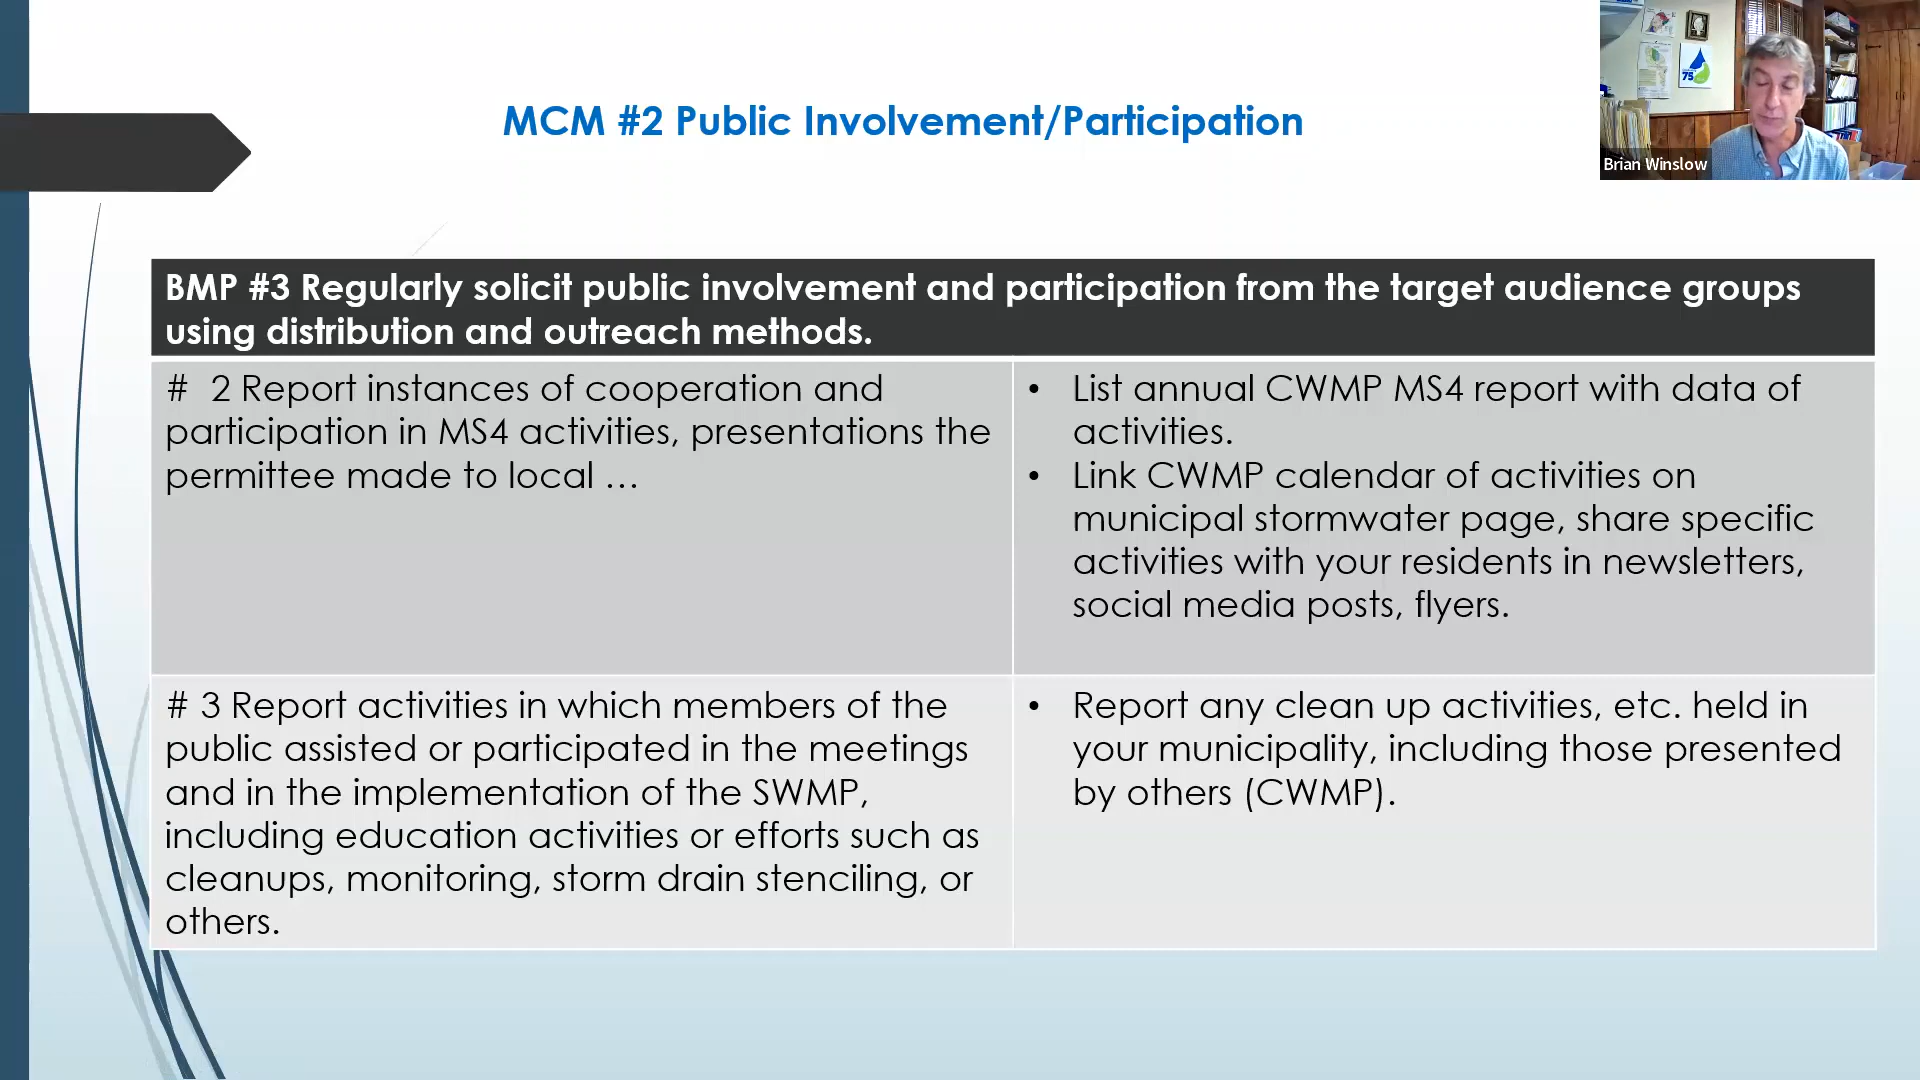 MCM #2 Public Involvement/Participation
75
Brian Winslow
BMP #3 Regularly solicit public involvement and participation from the target audience groups
using distribution and outreach methods.
#  2 Report instances of cooperation and
participation in MS4 activities, presentations the
permittee made to local …
• List annual CWMP MS4 report with data of
activities.
• Link CWMP calendar of activities on
municipal stormwater page, share specific
activities with your residents in newsletters,
social media posts, flyers.
# 3 Report activities in which members of the
public assisted or participated in the meetings
and in the implementation of the SWMP,
including education activities or efforts such as
cleanups, monitoring, storm drain stenciling, or
others.
• Report any clean up activities, etc. held in
your municipality, including those presented
by others (CWMP).